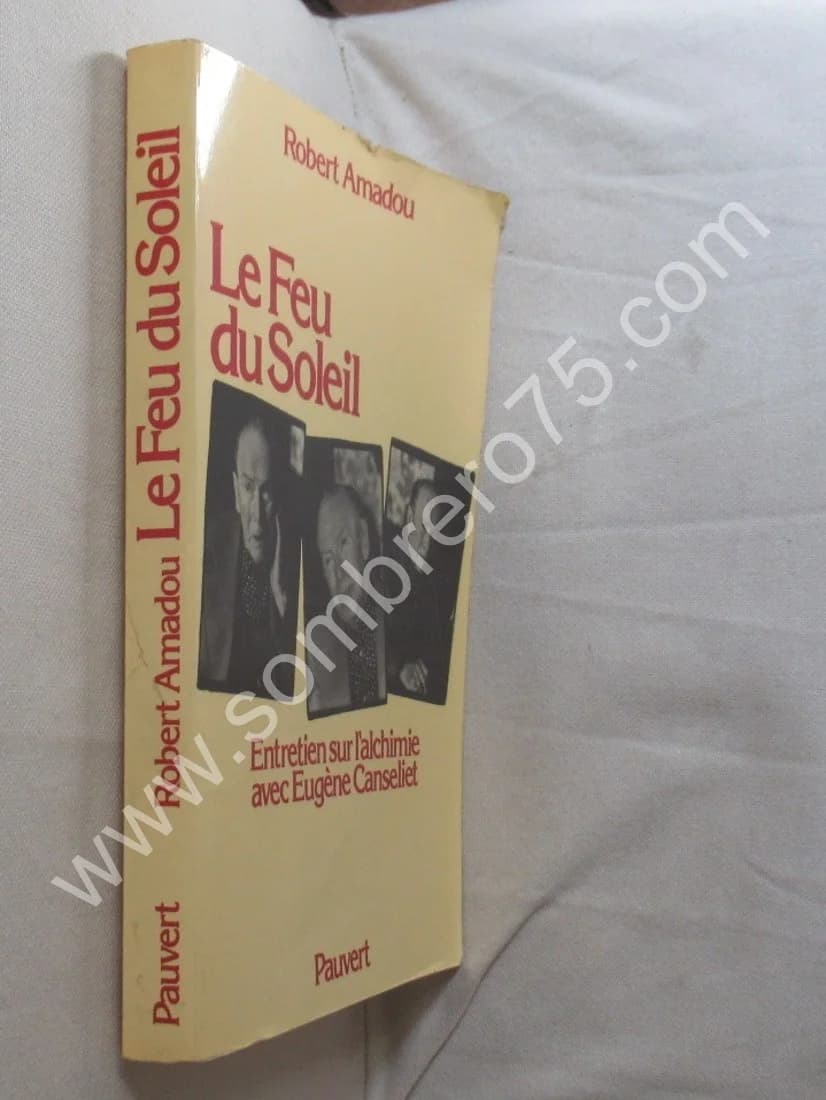 Robert Amadou Le Feu du Soleil
Pauvert
Robert Amadou
Le Feu
du Soleil
Entretien sur l'alchimie
avec Eugène Canseliet
Pauvert
www.sombrero75.com